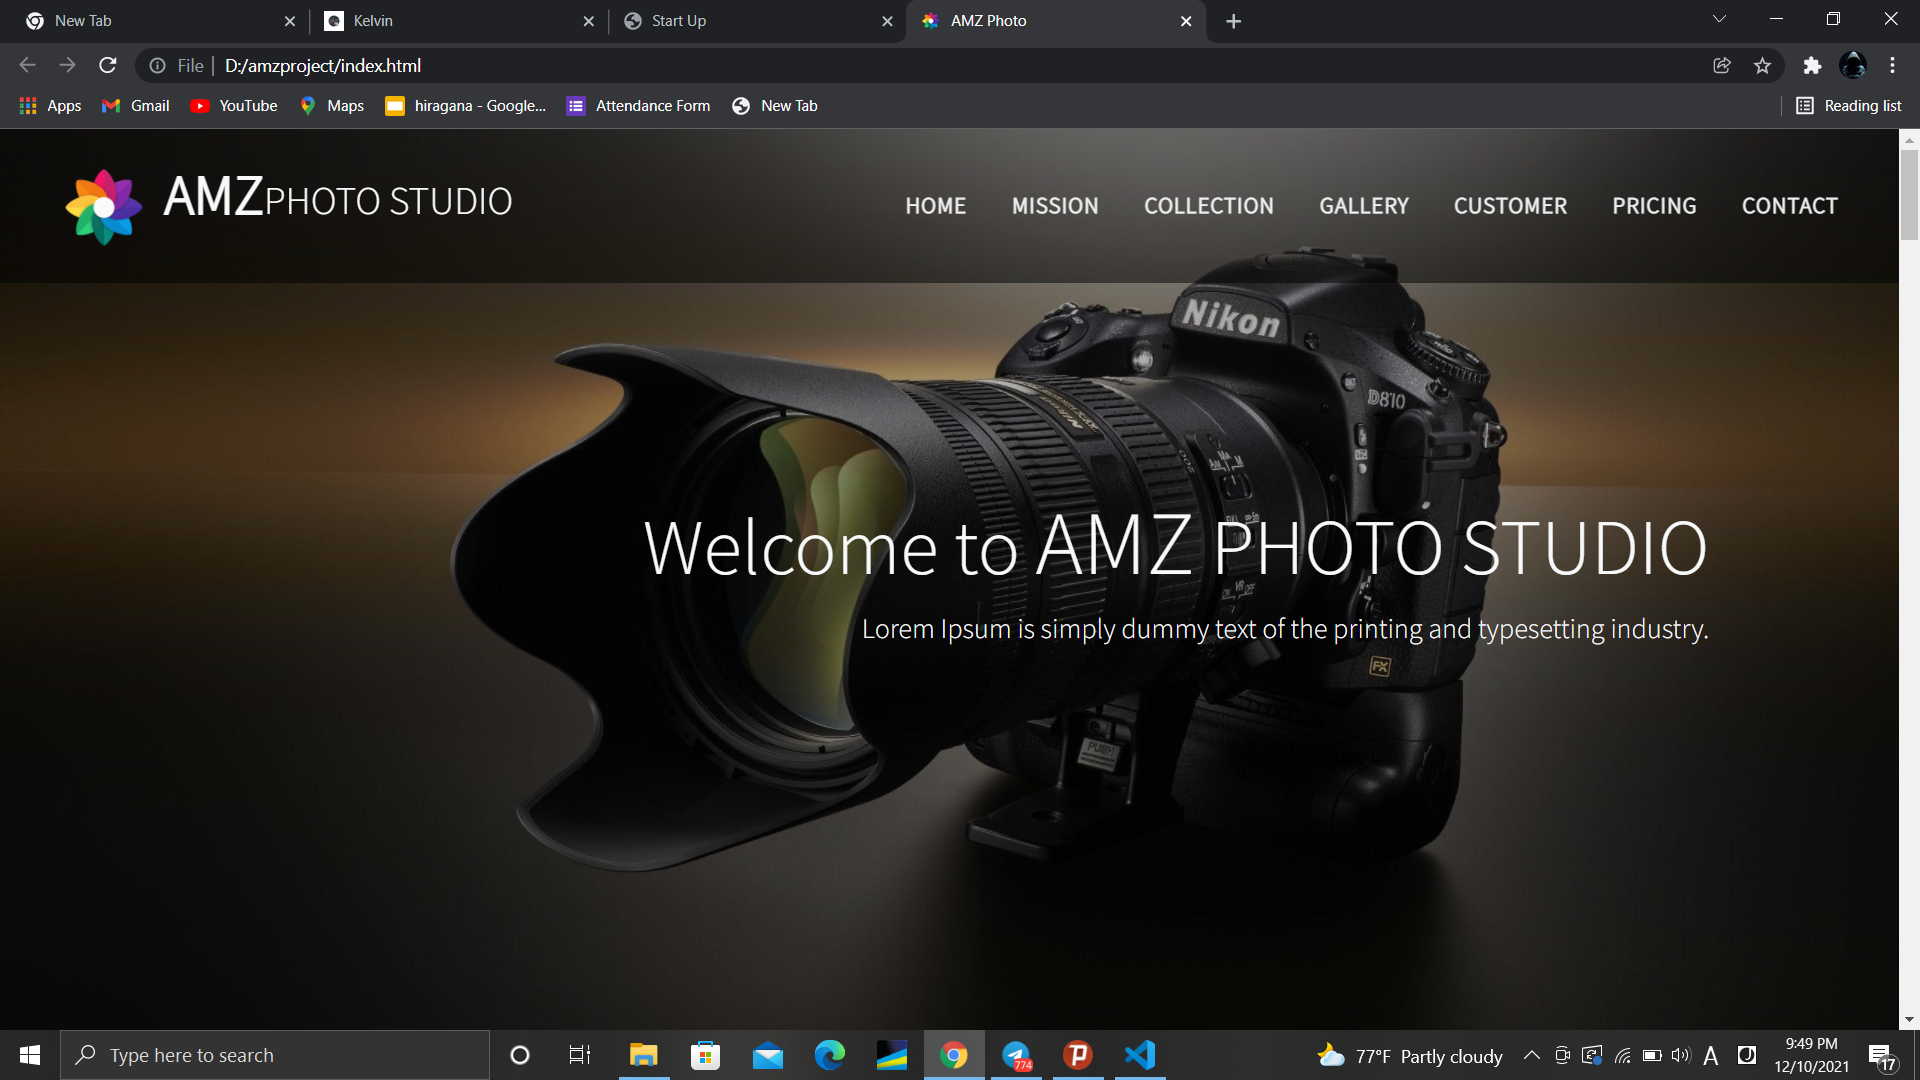 New Tab
Kelvin
Start Up
AMZ Photo
File
D:/amzproject/index.html
Apps
Gmail
YouTube
Maps
hiragana - Google...
Attendance Form
New Tab
Reading list
AMZPHOTO STUDIO
HOME
MISSION
COLLECTION
GALLERY
CUSTOMER
PRICING
CONTACT
Nikon
D810
Welcome to AMZ PHOTO STUDIO
Lorem Ipsum is simply dummy text of the printing and typesetting industry.
FX
PUSH
Type here to search
774
77°F Partly cloudy
A
9:49 PM
12/10/2021
17